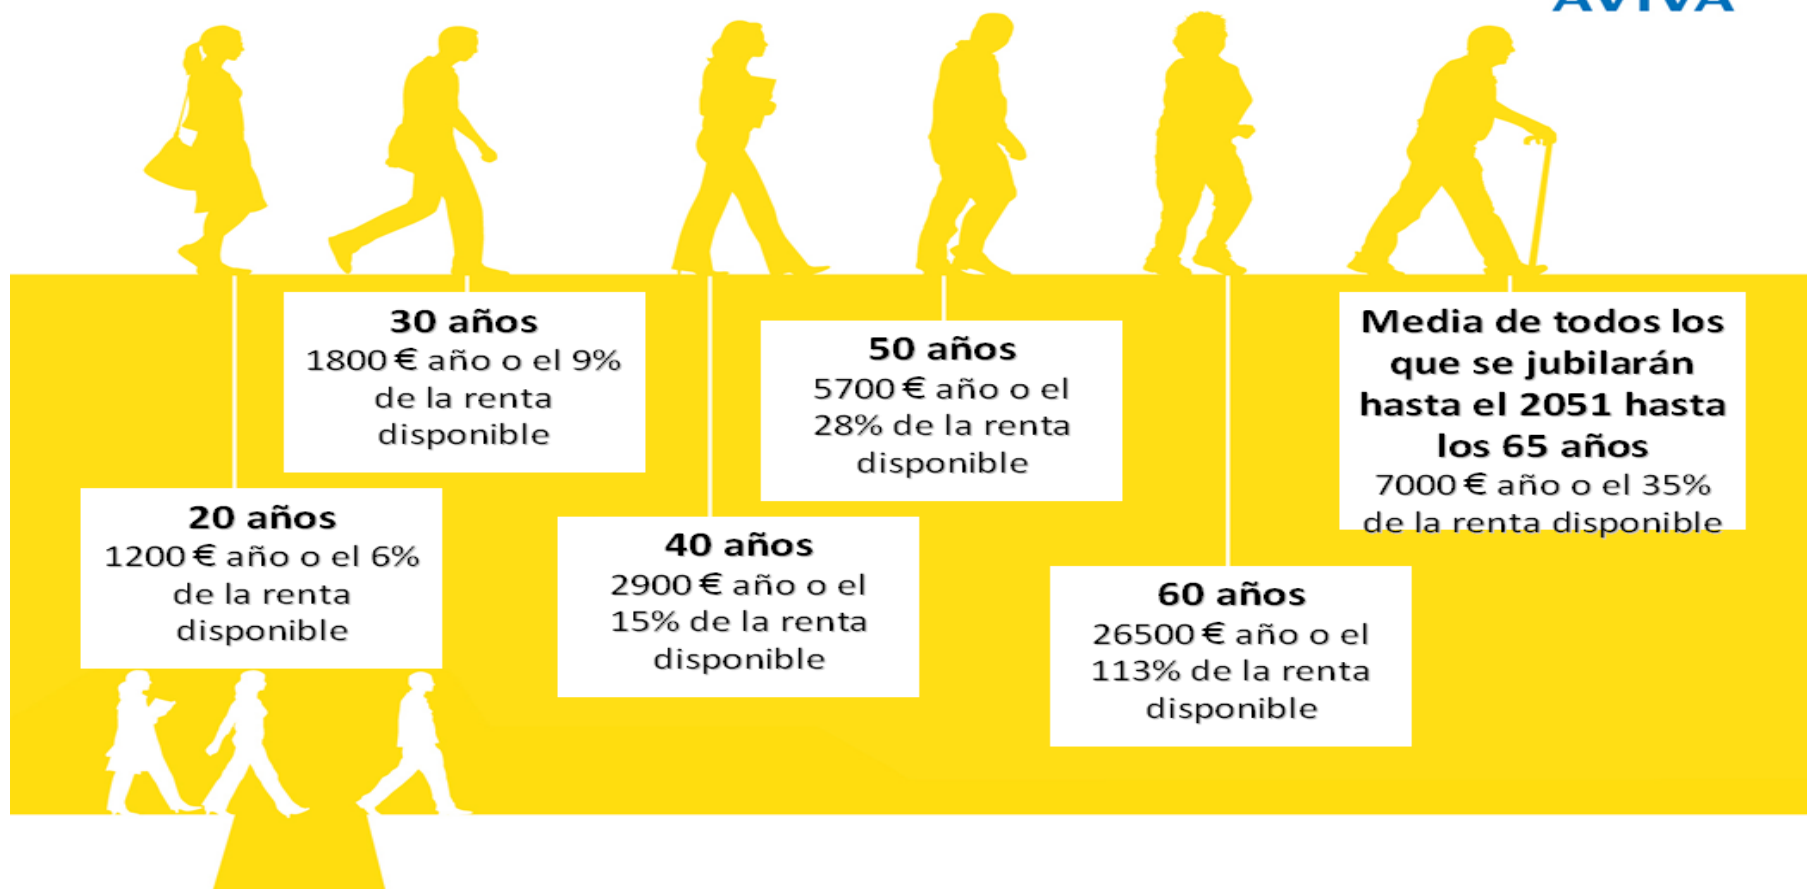 AVIVA
30 años
1800 € año o el 9%
de la renta
disponible
50 años
5700 € año o el
28% de la renta
disponible
Media de todos los
que se jubilarán
hasta el 2051 hasta
los 65 años
7000 € año o el 35%
de la renta disponible
20 años
1200 € año o el 6%
de la renta
disponible
40 años
2900 € año o el
15% de la renta
disponible
60 años
26500 € año o el
113% de la renta
disponible